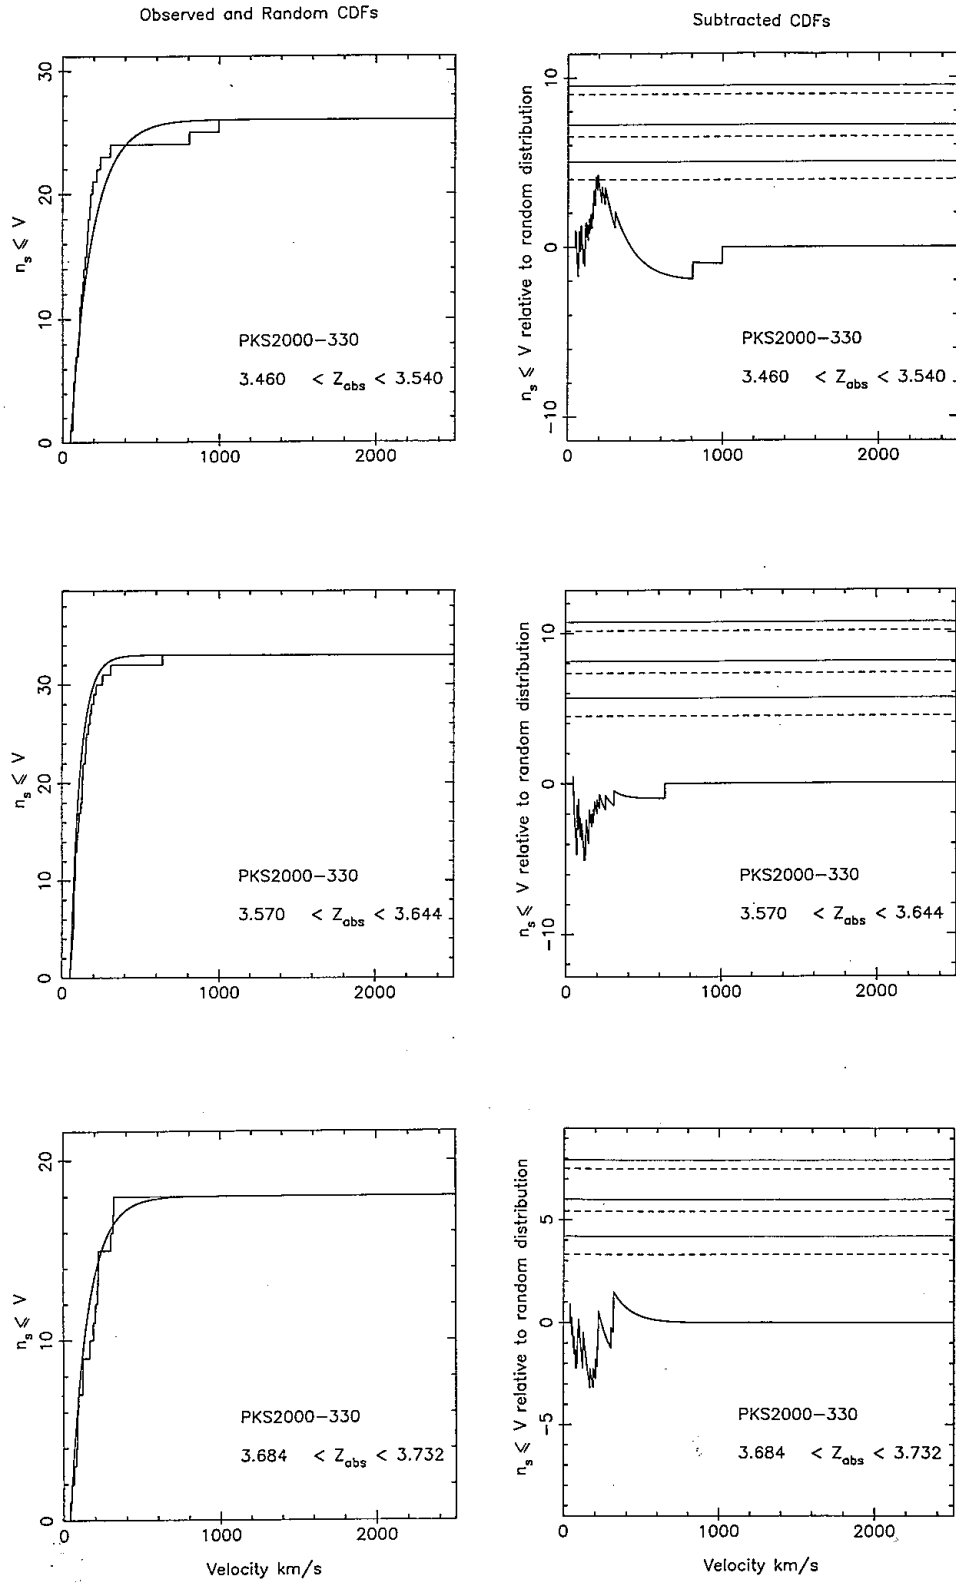 Observed and Random CDFs
Subtracted CDFs
30
20
10
0
n_s ≤ V
PKS2000-330
3.460 < Z_abs < 3.540
0 1000 2000
10
0
-10
n_s ≤ V relative to random distribution
PKS2000-330
3.460 < Z_abs < 3.540
0 1000 2000
30
20
10
0
n_s ≤ V
PKS2000-330
3.570 < Z_abs < 3.644
0 1000 2000
10
0
-10
n_s ≤ V relative to random distribution
PKS2000-330
3.570 < Z_abs < 3.644
0 1000 2000
20
10
0
n_s ≤ V
PKS2000-330
3.684 < Z_abs < 3.732
0 1000 2000
Velocity km/s
5
0
-5
n_s ≤ V relative to random distribution
PKS2000-330
3.684 < Z_abs < 3.732
0 1000 2000
Velocity km/s